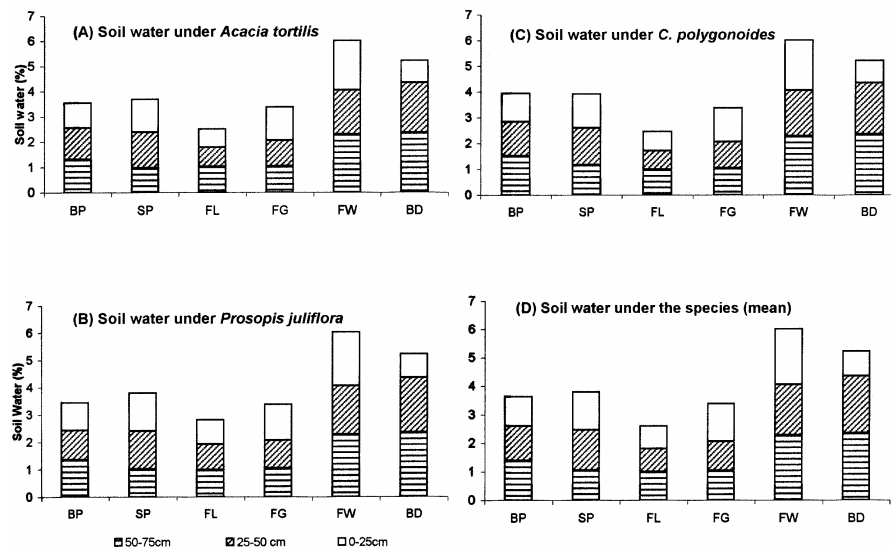 (A) Soil water under Acacia tortilis
Soil water (%)
7
6
5
4
3
2
1
0
BP SP FL FG FW BD
(C) Soil water under C. polygonoides
7
6
5
4
3
2
1
0
BP SP FL FG FW BD
(B) Soil water under Prosopis juliflora
Soil Water (%)
7
6
5
4
3
2
1
0
BP SP FL FG FW BD
(D) Soil water under the species (mean)
7
6
5
4
3
2
1
0
BP SP FL FG FW BD
50-75cm 25-50 cm 0-25cm